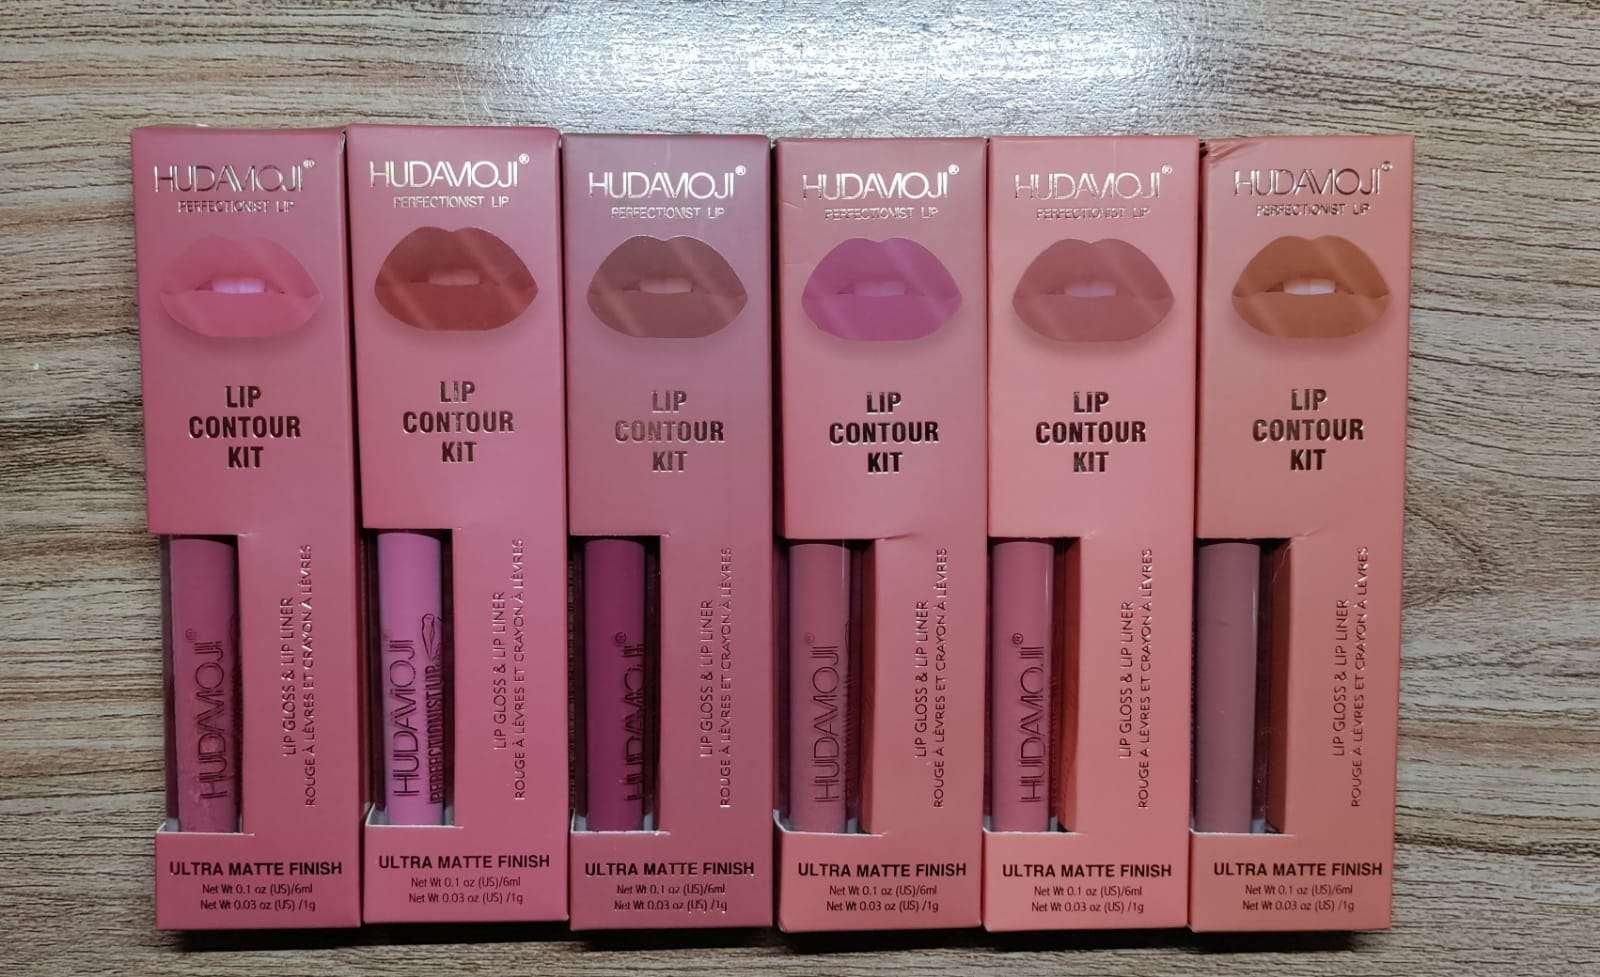 HUDAMOJI®
PERFECTIONIST LIP
LIP
CONTOUR
KIT
HUDAMOJI®
LIP GLOSS & LIP LINER
ROUGE À LÈVRES ET CRAYON À LÈVRES
ULTRA MATTE FINISH
Net Wt 0.1 oz (US)/6ml
Net Wt 0.03 oz (US) /1g
HUDAMOJI®
PERFECTIONIST LIP
LIP
CONTOUR
KIT
HUDAMOJI®
PERFECTIONIST LIP
LIP GLOSS & LIP LINER
ROUGE À LÈVRES ET CRAYON À LÈVRES
ULTRA MATTE FINISH
Net Wt 0.1 oz (US)/6ml
Net Wt 0.03 oz (US) /1g
HUDAMOJI®
PERFECTIONIST LIP
LIP
CONTOUR
KIT
HUDAMOJI®
LIP GLOSS & LIP LINER
ROUGE À LÈVRES ET CRAYON À LÈVRES
ULTRA MATTE FINISH
Net Wt 0.1 oz (US)/6ml
Net Wt 0.03 oz (US) /1g
HUDAMOJI®
PERFECTIONIST LIP
LIP
CONTOUR
KIT
HUDAMOJI®
LIP GLOSS & LIP LINER
ROUGE À LÈVRES ET CRAYON À LÈVRES
ULTRA MATTE FINISH
Net Wt 0.1 oz (US)/6ml
Net Wt 0.03 oz (US) /1g
HUDAMOJI®
PERFECTIONIST LIP
LIP
CONTOUR
KIT
HUDAMOJI®
LIP GLOSS & LIP LINER
ROUGE À LÈVRES ET CRAYON À LÈVRES
ULTRA MATTE FINISH
Net Wt 0.1 oz (US)/6ml
Net Wt 0.03 oz (US) /1g
HUDAMOJI®
PERFECTIONIST LIP
LIP
CONTOUR
KIT
LIP GLOSS & LIP LINER
ROUGE À LÈVRES ET CRAYON À LÈVRES
ULTRA MATTE FINISH
Net Wt 0.1 oz (US)/6ml
Net Wt 0.03 oz (US) /1g